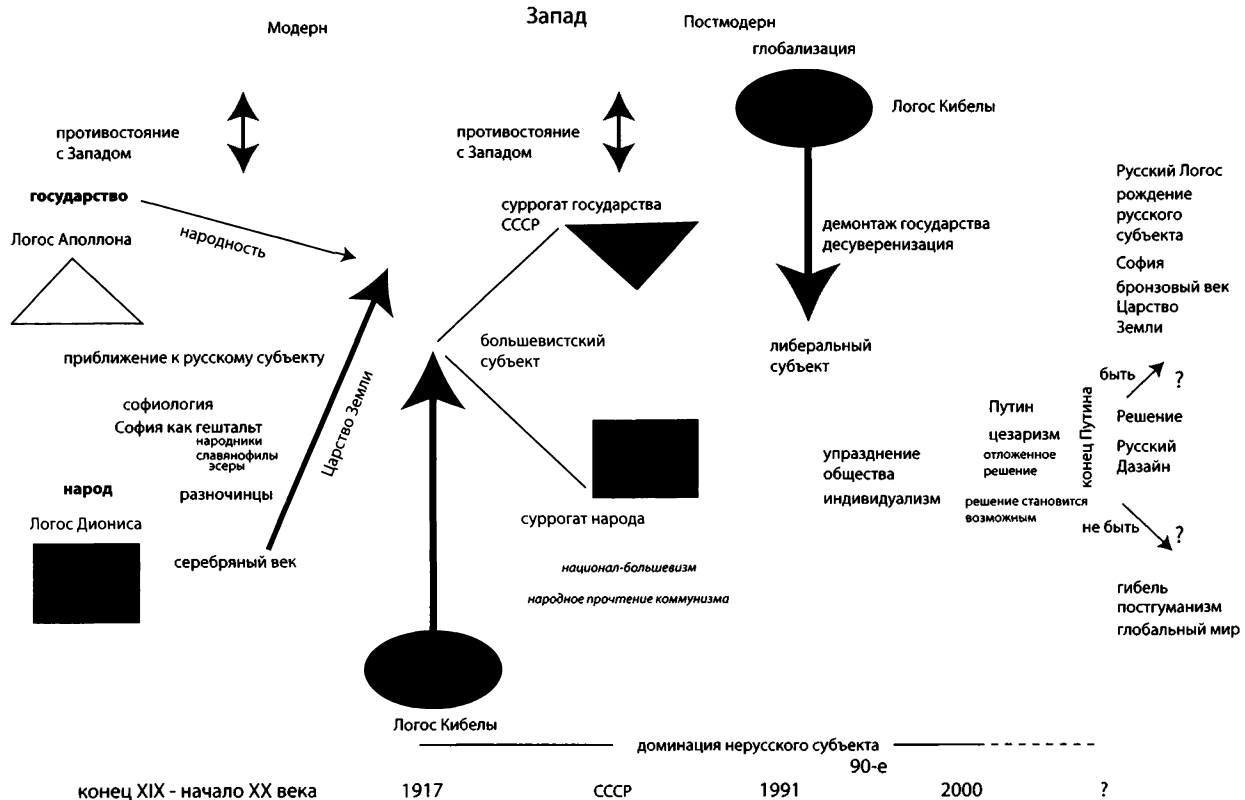 Запад
Модерн
Постмодерн
глобализация
Логос Кибелы
противостояние
с Западом
противостояние
с Западом
государство
народность
Логос Аполлона
суррогат государства
СССР
демонтаж государства
десуверенизация
Русский Логос
рождение
русского
субъекта
София
бронзовый век
Царство
Земли
приближение к русскому субъекту
большевистский
субъект
либеральный
субъект
софиология
София как гештальт
народники
славянофилы
эсеры
Царство Земли
народ
разночинцы
Логос Диониса
серебряный век
суррогат народа
национал-большевизм
народное прочтение коммунизма
упразднение
общества
индивидуализм
Путин
цезаризм
отложенное
решение
решение становится
возможным
конец Путина
быть
?
Решение
Русский
Дазайн
не быть
?
гибель
постгуманизм
глобальный мир
Логос Кибелы
доминация нерусского субъекта
90-е
конец XIX - начало XX века
1917
СССР
1991
2000
?